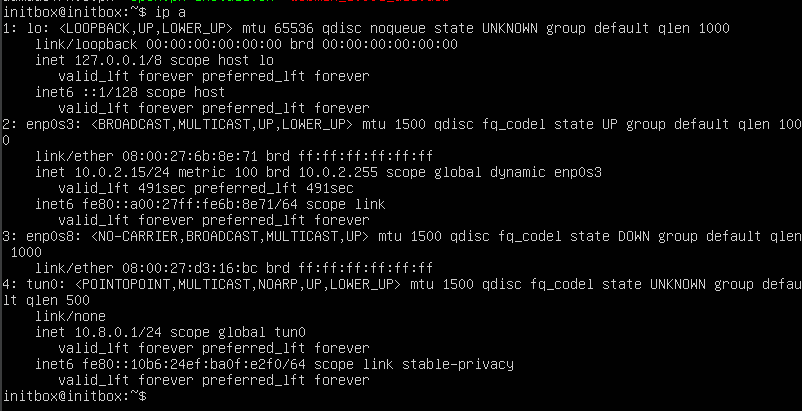 initbox@initbox:~$ ip a
1: lo: <LOOPBACK,UP,LOWER_UP> mtu 65536 qdisc noqueue state UNKNOWN group default qlen 1000
    link/loopback 00:00:00:00:00:00 brd 00:00:00:00:00:00
    inet 127.0.0.1/8 scope host lo
       valid_lft forever preferred_lft forever
    inet6 ::1/128 scope host
       valid_lft forever preferred_lft forever
2: enp0s3: <BROADCAST,MULTICAST,UP,LOWER_UP> mtu 1500 qdisc fq_codel state UP group default qlen 100
0
    link/ether 08:00:27:6b:8e:71 brd ff:ff:ff:ff:ff:ff
    inet 10.0.2.15/24 metric 100 brd 10.0.2.255 scope global dynamic enp0s3
       valid_lft 491sec preferred_lft 491sec
    inet6 fe80::a00:27ff:fe6b:8e71/64 scope link
       valid_lft forever preferred_lft forever
3: enp0s8: <NO-CARRIER,BROADCAST,MULTICAST,UP> mtu 1500 qdisc fq_codel state DOWN group default qlen
 1000
    link/ether 08:00:27:d3:16:bc brd ff:ff:ff:ff:ff:ff
4: tun0: <POINTOPOINT,MULTICAST,NOARP,UP,LOWER_UP> mtu 1500 qdisc fq_codel state UNKNOWN group defau
lt qlen 500
    link/none
    inet 10.8.0.1/24 scope global tun0
       valid_lft forever preferred_lft forever
    inet6 fe80::10b6:24ef:ba0f:e2f0/64 scope link stable-privacy
       valid_lft forever preferred_lft forever
initbox@initbox:~$